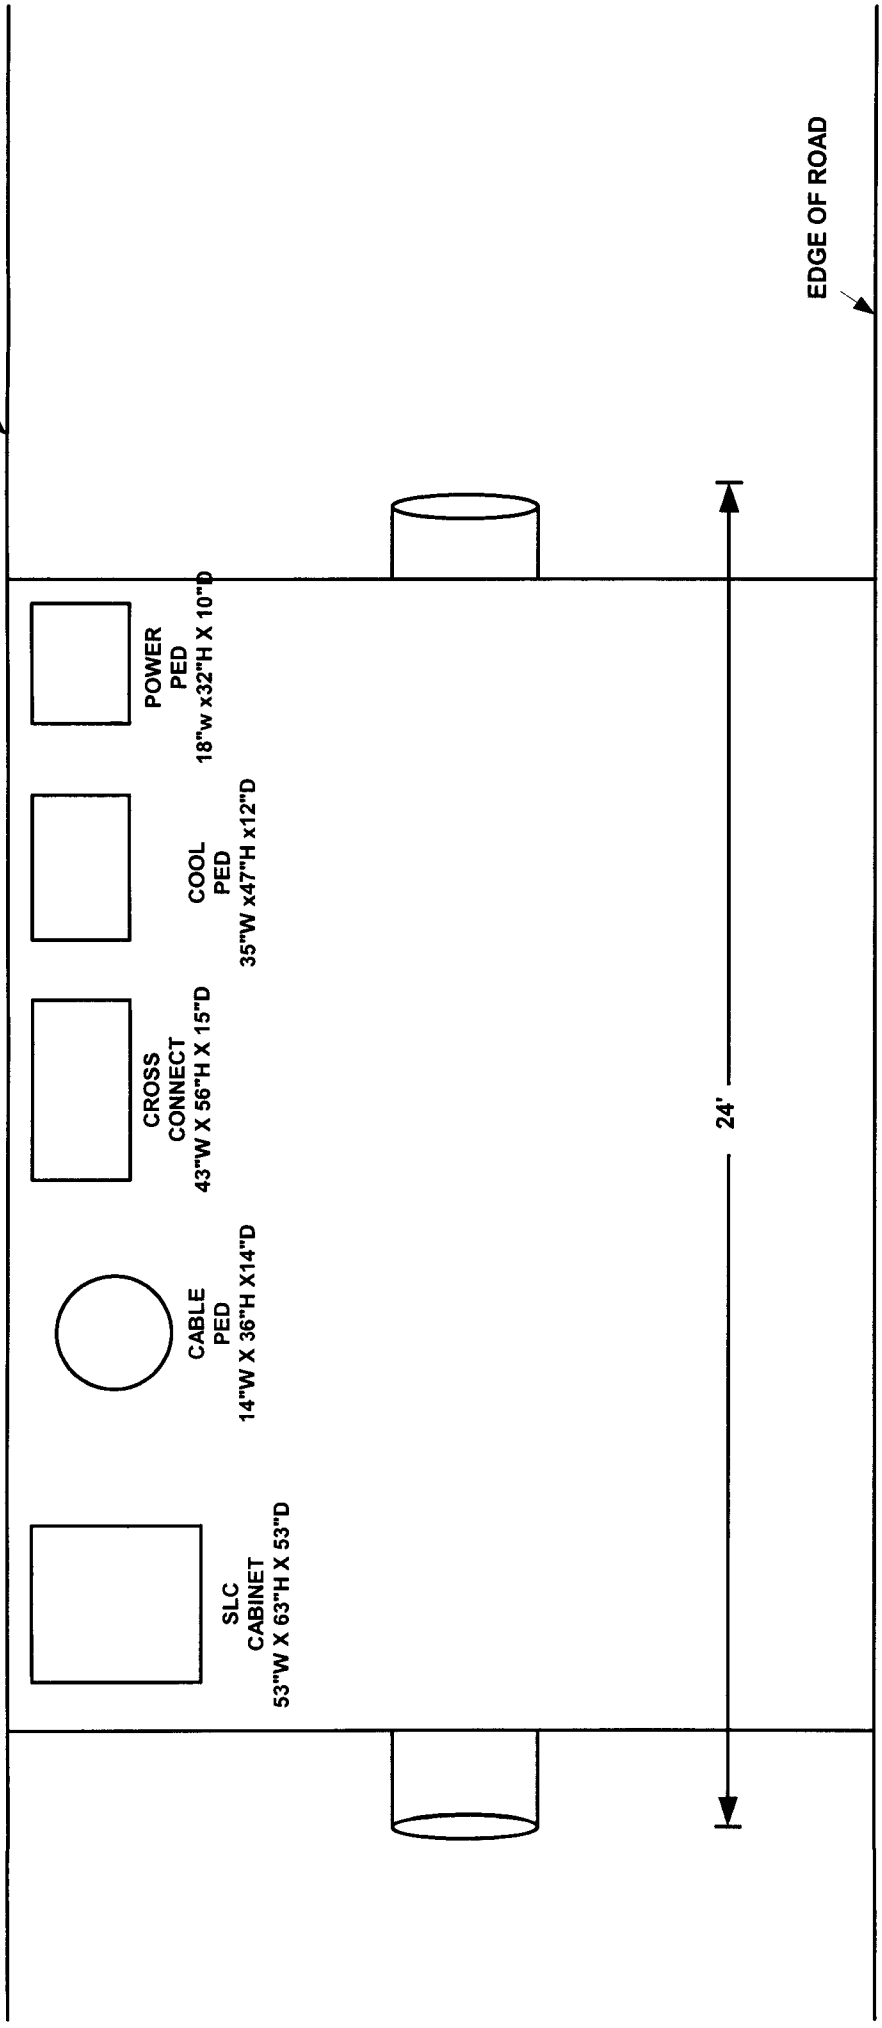 SLC
CABINET
53"W X 63"H X 53"D
CABLE
PED
14"W X 36"H X14"D
CROSS
CONNECT
43"W X 56"H X 15"D
COOL
PED
35"W x47"H x12"D
POWER
PED
18"w x32"H X 10"D
24'
EDGE OF ROAD